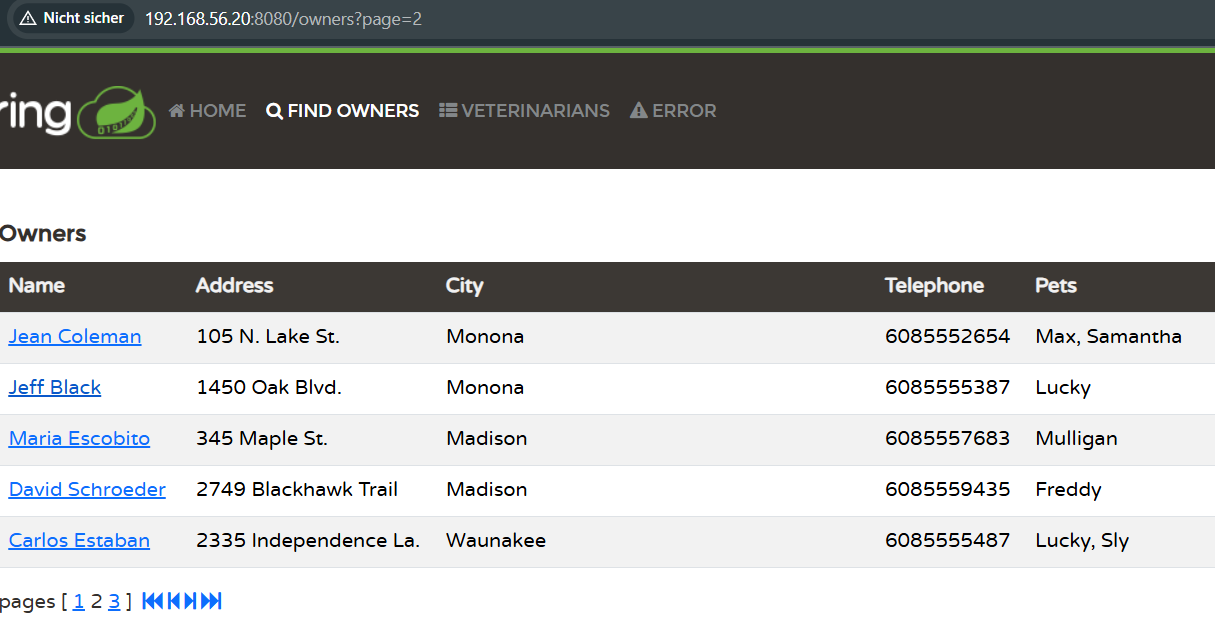 Nicht sicher 192.168.56.20:8080/owners?page=2
ring HOME FIND OWNERS VETERINARIANS ERROR
Owners
Name Address City Telephone Pets
Jean Coleman 105 N. Lake St. Monona 6085552654 Max, Samantha
Jeff Black 1450 Oak Blvd. Monona 6085555387 Lucky
Maria Escobito 345 Maple St. Madison 6085557683 Mulligan
David Schroeder 2749 Blackhawk Trail Madison 6085559435 Freddy
Carlos Estaban 2335 Independence La. Waunakee 6085555487 Lucky, Sly
pages [ 1 2 3 ]